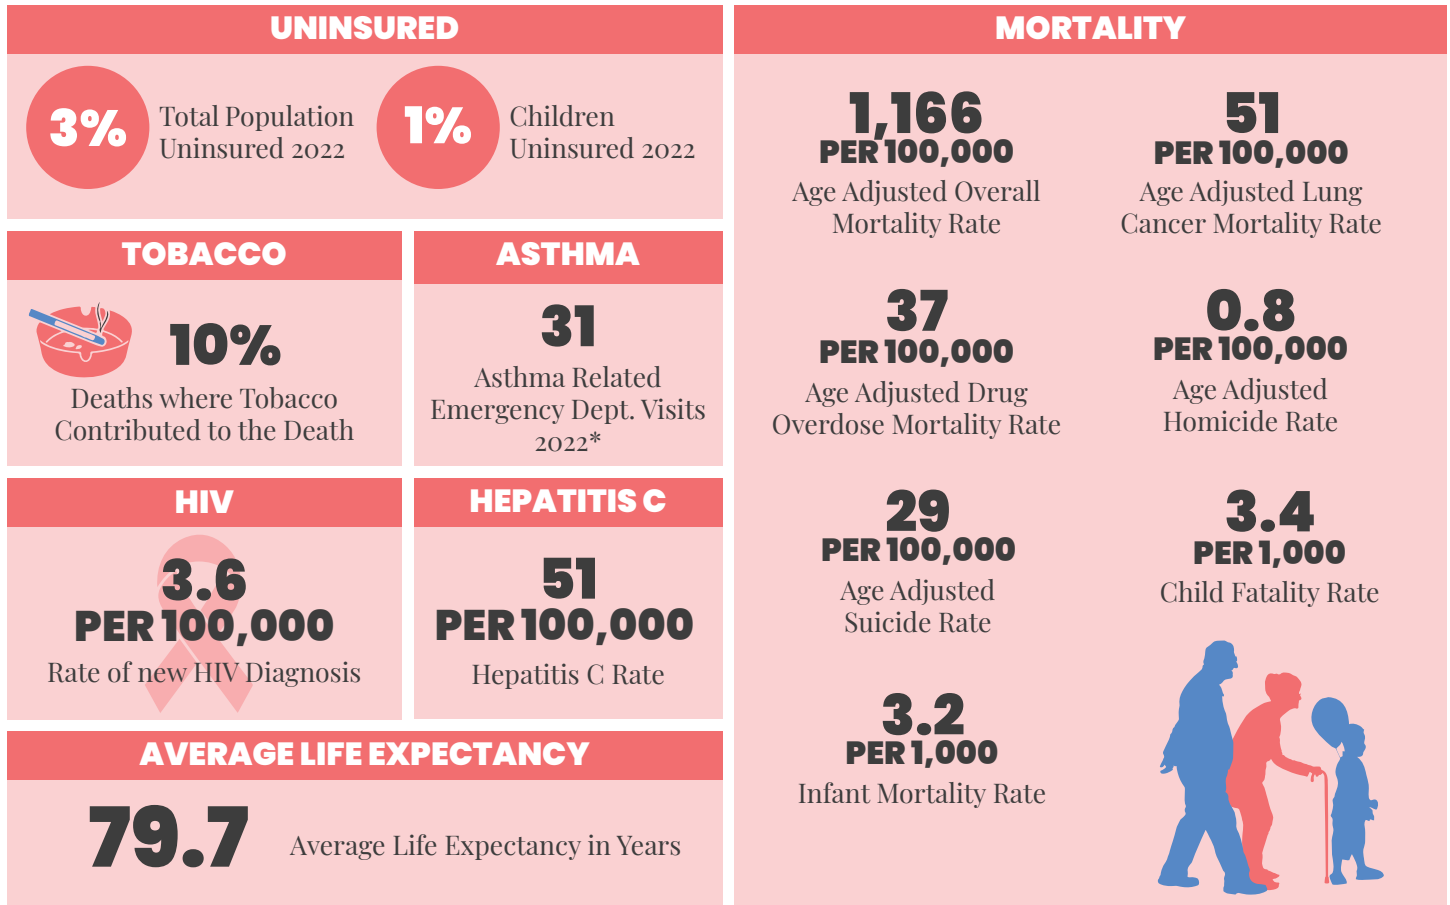 UNINSURED
3%
Total Population
Uninsured 2022
1%
Children
Uninsured 2022
TOBACCO
10%
Deaths where Tobacco
Contributed to the Death
ASTHMA
31
Asthma Related
Emergency Dept. Visits
2022*
HIV
3.6
PER 100,000
Rate of new HIV Diagnosis
HEPATITIS C
51
PER 100,000
Hepatitis C Rate
AVERAGE LIFE EXPECTANCY
79.7
Average Life Expectancy in Years
MORTALITY
1,166
PER 100,000
Age Adjusted Overall
Mortality Rate
51
PER 100,000
Age Adjusted Lung
Cancer Mortality Rate
37
PER 100,000
Age Adjusted Drug
Overdose Mortality Rate
0.8
PER 100,000
Age Adjusted
Homicide Rate
29
PER 100,000
Age Adjusted
Suicide Rate
3.4
PER 1,000
Child Fatality Rate
3.2
PER 1,000
Infant Mortality Rate